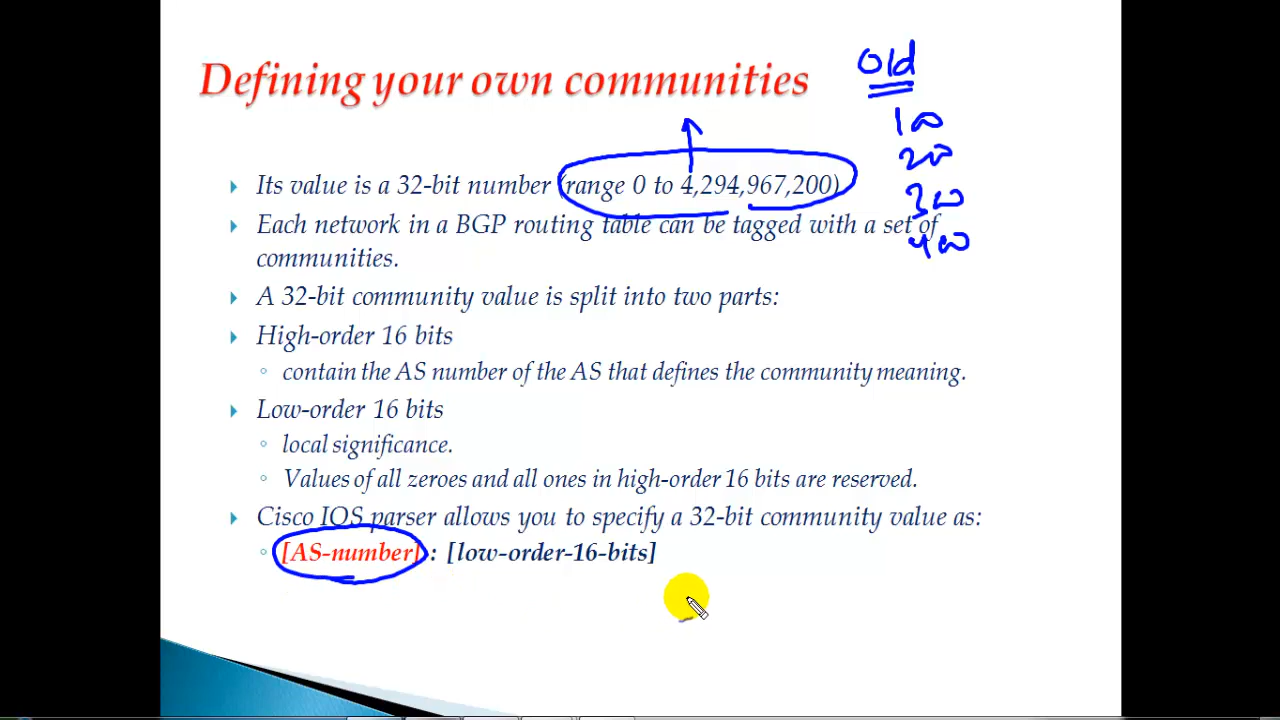 Defining your own communities
Old
100
200
300
400
Its value is a 32-bit number (range 0 to 4,294,967,200)
Each network in a BGP routing table can be tagged with a set of
communities.
A 32-bit community value is split into two parts:
High-order 16 bits
contain the AS number of the AS that defines the community meaning.
Low-order 16 bits
local significance.
Values of all zeroes and all ones in high-order 16 bits are reserved.
Cisco IOS parser allows you to specify a 32-bit community value as:
[AS-number] : [low-order-16-bits]